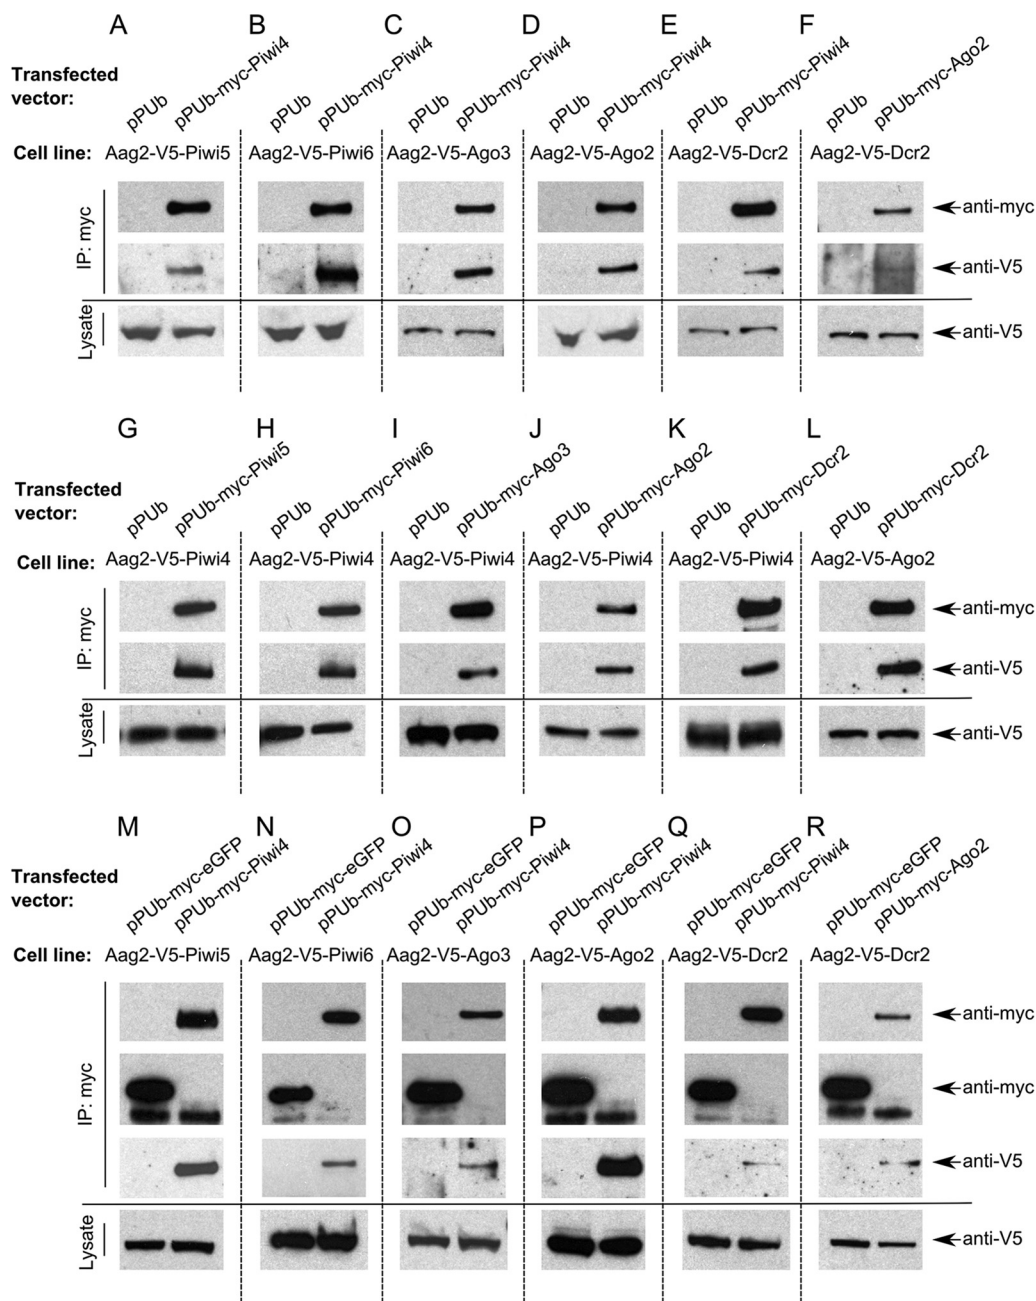 A B C D E F
Transfected vector: pPUb pPUb-myc-Piwi4 pPUb pPUb-myc-Piwi4 pPUb pPUb-myc-Piwi4 pPUb pPUb-myc-Piwi4 pPUb pPUb-myc-Piwi4 pPUb pPUb-myc-Ago2
Cell line: Aag2-V5-Piwi5 Aag2-V5-Piwi6 Aag2-V5-Ago3 Aag2-V5-Ago2 Aag2-V5-Dcr2 Aag2-V5-Dcr2
IP: myc
anti-myc
anti-V5
Lysate
anti-V5
G H I J K L
Transfected vector: pPUb pPUb-myc-Piwi5 pPUb pPUb-myc-Piwi6 pPUb pPUb-myc-Ago3 pPUb pPUb-myc-Ago2 pPUb pPUb-myc-Dcr2 pPUb pPUb-myc-Dcr2
Cell line: Aag2-V5-Piwi4 Aag2-V5-Piwi4 Aag2-V5-Piwi4 Aag2-V5-Piwi4 Aag2-V5-Piwi4 Aag2-V5-Ago2
IP: myc
anti-myc
anti-V5
Lysate
anti-V5
M N O P Q R
Transfected vector: pPUb-myc-eGFP pPUb-myc-Piwi4 pPUb-myc-eGFP pPUb-myc-Piwi4 pPUb-myc-eGFP pPUb-myc-Piwi4 pPUb-myc-eGFP pPUb-myc-Piwi4 pPUb-myc-eGFP pPUb-myc-Piwi4 pPUb-myc-eGFP pPUb-myc-Ago2
Cell line: Aag2-V5-Piwi5 Aag2-V5-Piwi6 Aag2-V5-Ago3 Aag2-V5-Ago2 Aag2-V5-Dcr2 Aag2-V5-Dcr2
IP: myc
anti-myc
anti-myc
anti-V5
Lysate
anti-V5